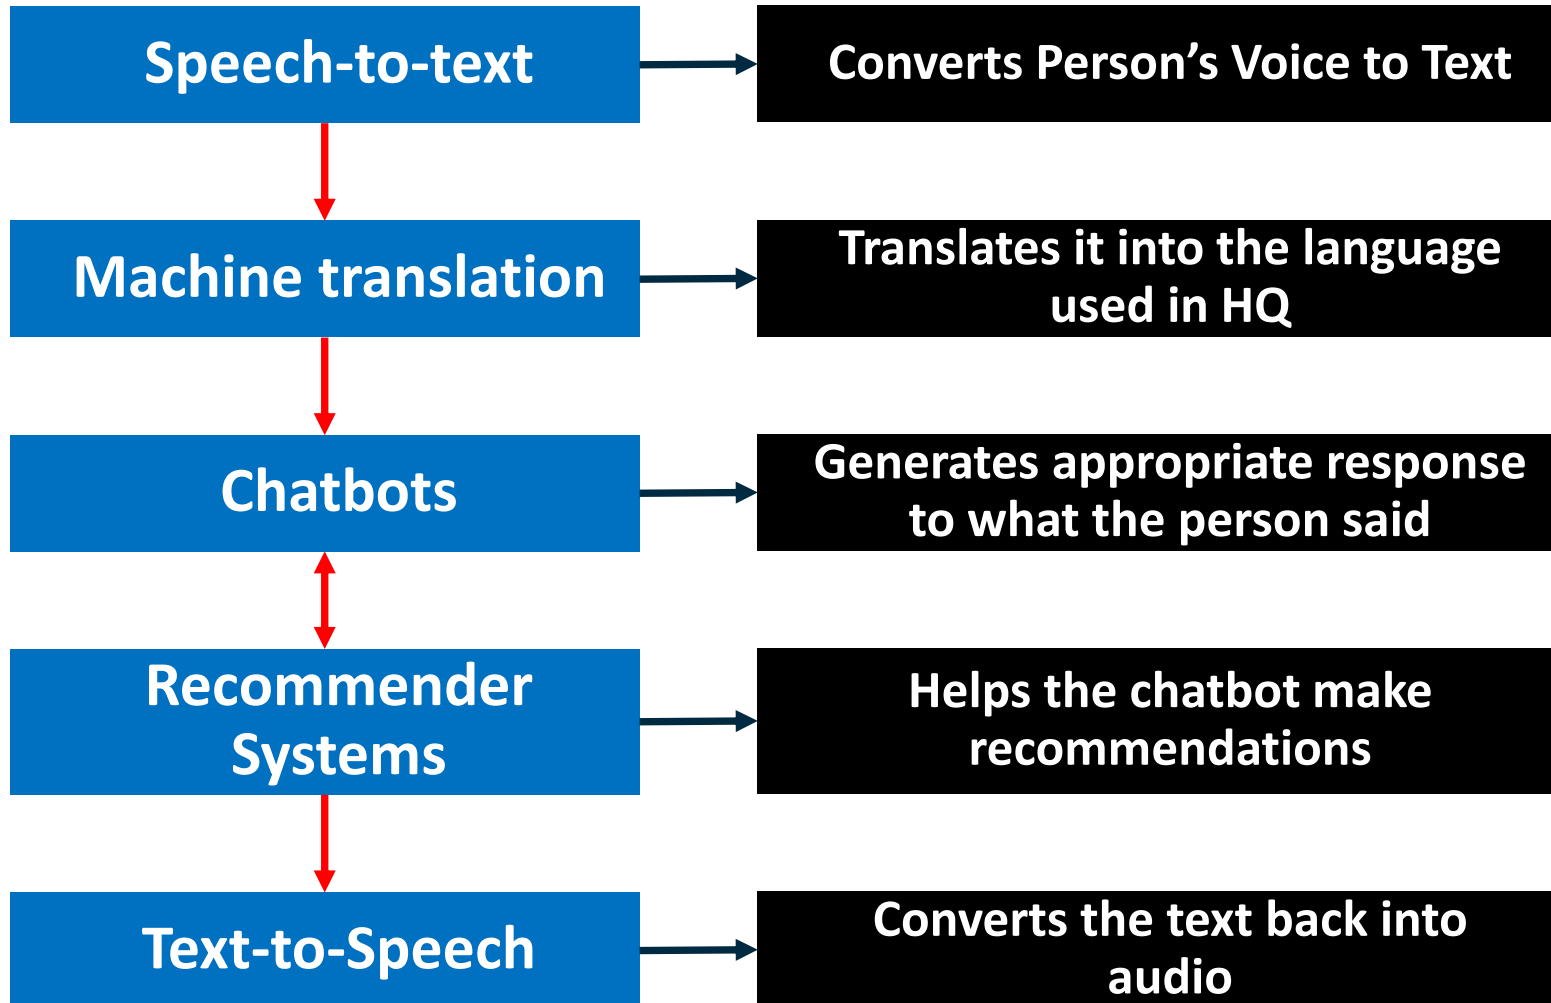 Speech-to-text
Converts Person’s Voice to Text
Machine translation
Translates it into the language
used in HQ
Chatbots
Generates appropriate response
to what the person said
Recommender
Systems
Helps the chatbot make
recommendations
Text-to-Speech
Converts the text back into
audio